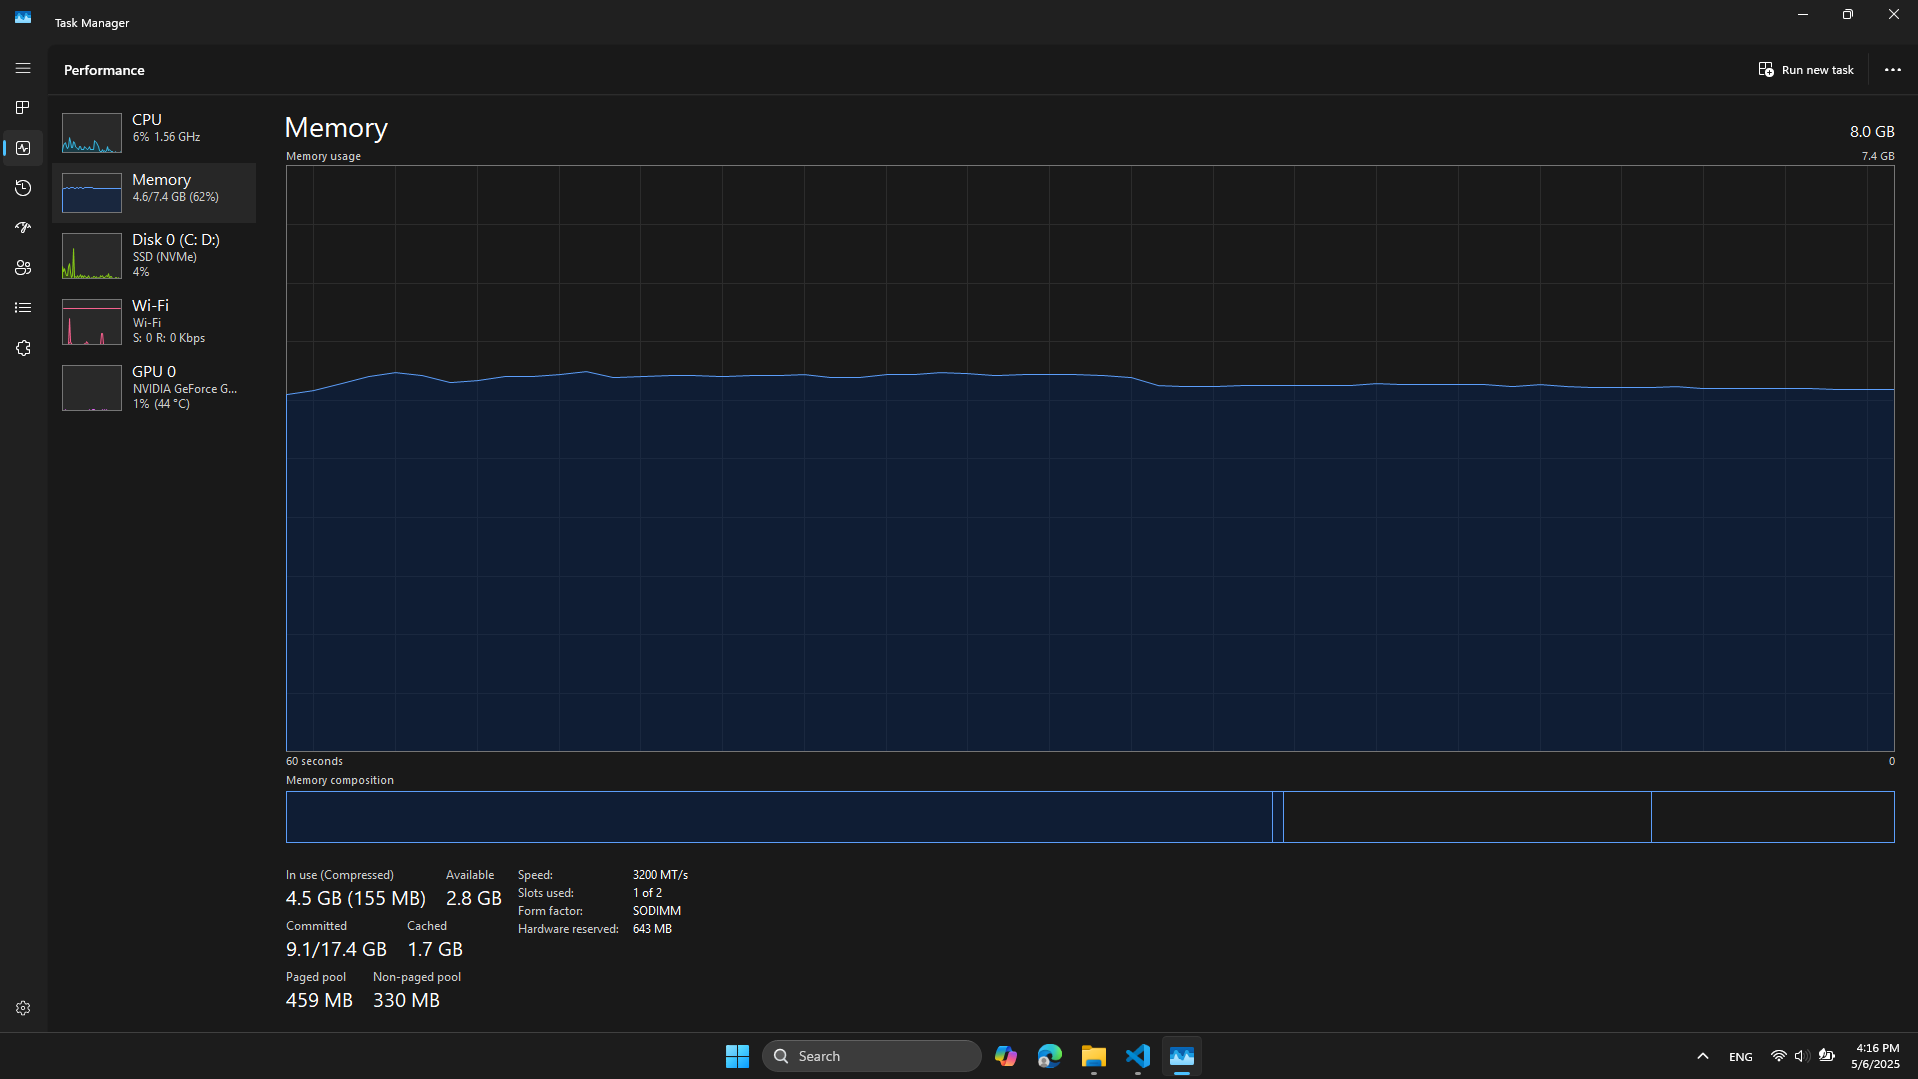 Task Manager
Performance
Run new task
CPU
6% 1.56 GHz
Memory
4.6/7.4 GB (62%)
Disk 0 (C: D:)
SSD (NVMe)
4%
Wi-Fi
Wi-Fi
S: 0 R: 0 Kbps
GPU 0
NVIDIA GeForce G...
1% (44 °C)
Memory
8.0 GB
Memory usage
7.4 GB
60 seconds
0
Memory composition
In use (Compressed)
4.5 GB (155 MB)
Available
2.8 GB
Committed
9.1/17.4 GB
Cached
1.7 GB
Paged pool
459 MB
Non-paged pool
330 MB
Speed: 3200 MT/s
Slots used: 1 of 2
Form factor: SODIMM
Hardware reserved: 643 MB
Search
ENG
4:16 PM
5/6/2025